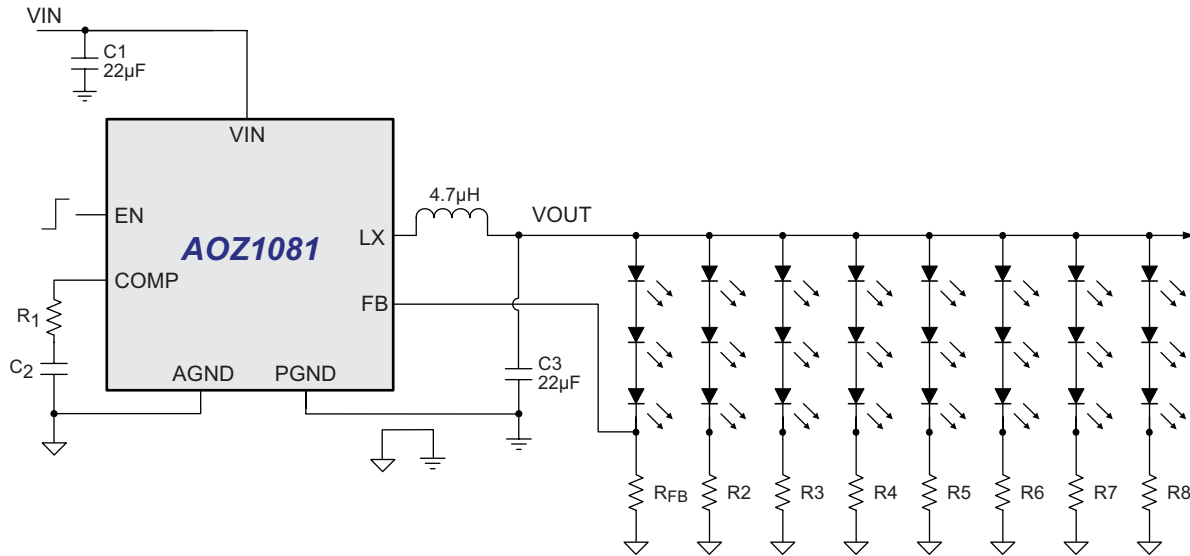 VIN
C1
22µF
VIN
EN
AOZ1081
LX
4.7µH
VOUT
COMP
FB
R1
C2
AGND
PGND
C3
22µF
RFB
R2
R3
R4
R5
R6
R7
R8